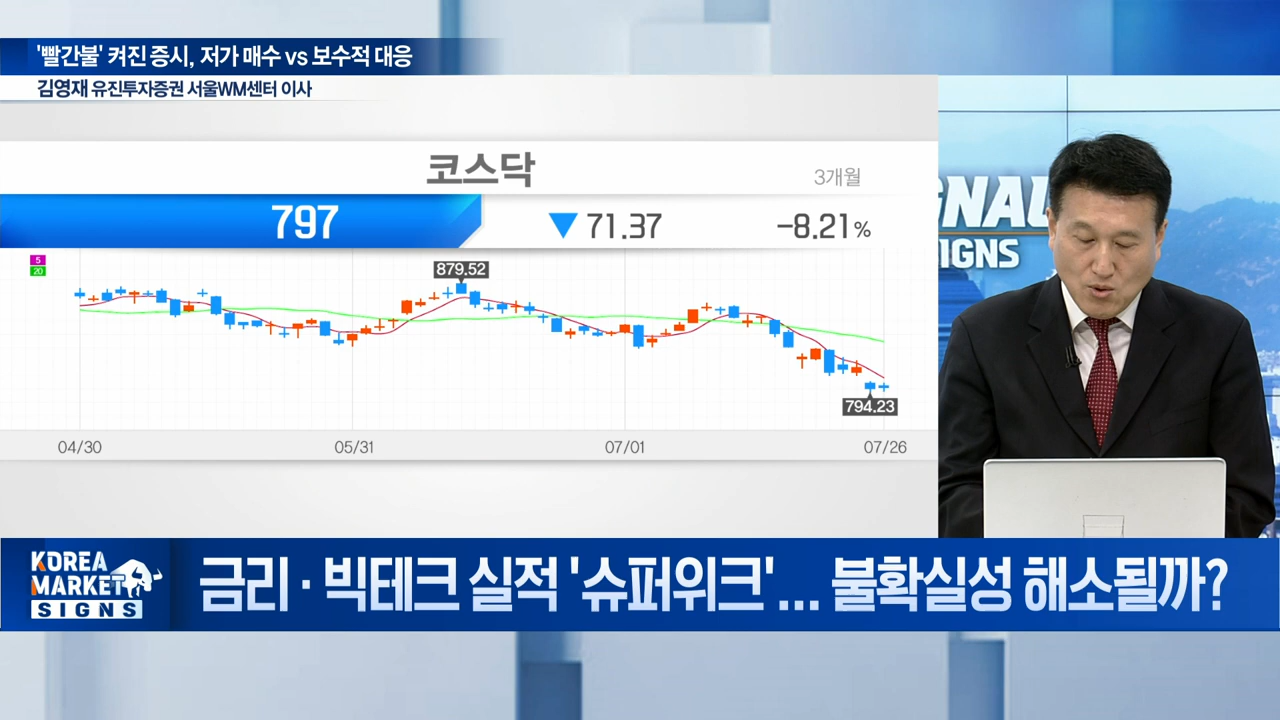 '빨간불' 켜진 증시, 저가 매수 vs 보수적 대응
김영재 유진투자증권 서울WM센터 이사
코스닥
3개월
797 ▼ 71.37 -8.21%
5
20
879.52
794.23
04/30 05/31 07/01 07/26
GNAL
IGNS
KOREA
MARKET
SIGNS
금리·빅테크 실적 '슈퍼위크'... 불확실성 해소될까?